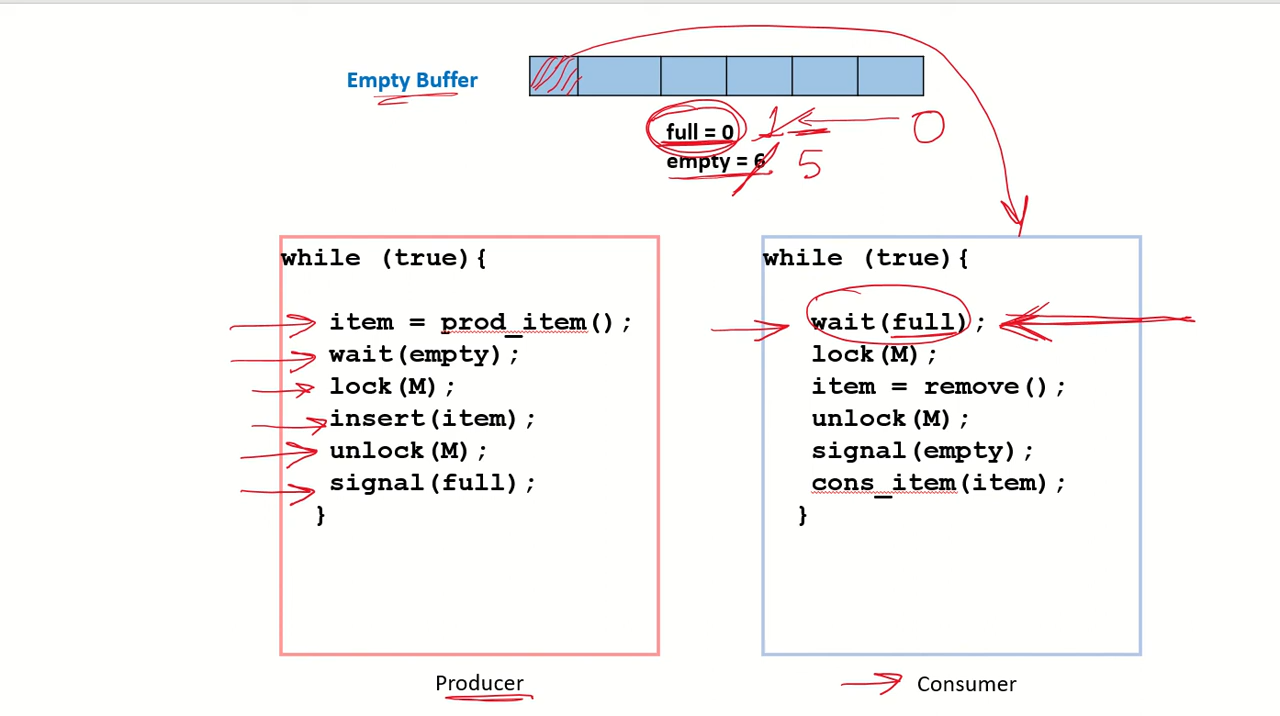 Empty Buffer
full = 0 1 0
empty = 6 5
while (true){
item = prod_item();
wait(empty);
lock(M);
insert(item);
unlock(M);
signal(full);
}
Producer
while (true){
wait(full);
lock(M);
item = remove();
unlock(M);
signal(empty);
cons_item(item);
}
Consumer